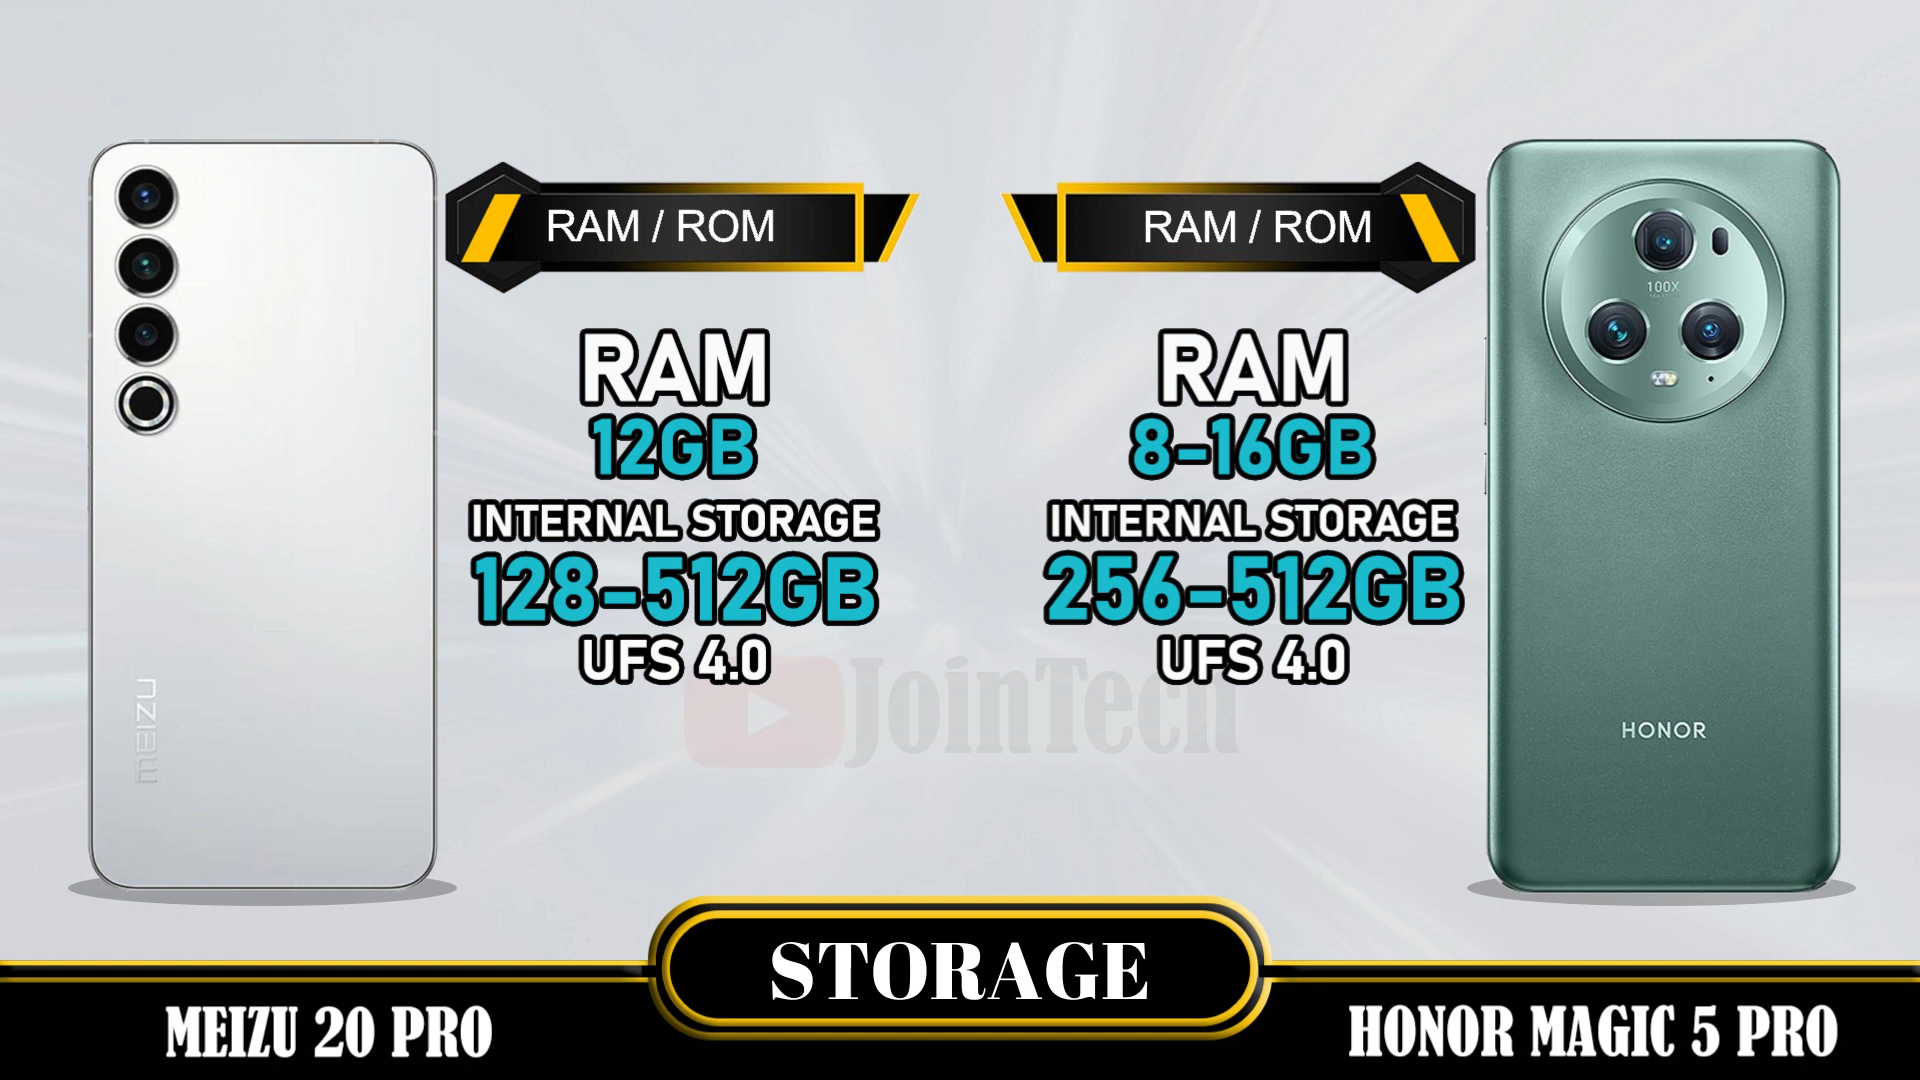 RAM / ROM
RAM
12GB
INTERNAL STORAGE
128-512GB
UFS 4.0
MEIZU
RAM / ROM
RAM
8-16GB
INTERNAL STORAGE
256-512GB
UFS 4.0
100X
HONOR
JoinTech
STORAGE
MEIZU 20 PRO
HONOR MAGIC 5 PRO